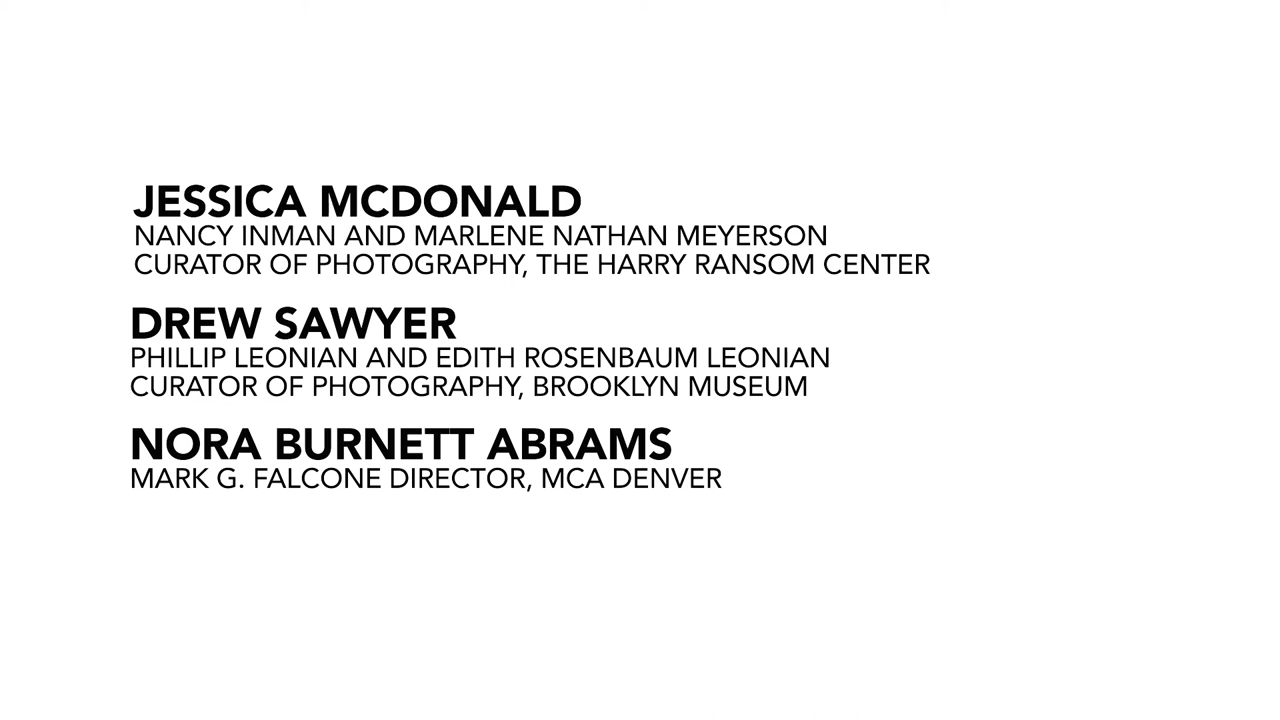 JESSICA MCDONALD
NANCY INMAN AND MARLENE NATHAN MEYERSON
CURATOR OF PHOTOGRAPHY, THE HARRY RANSOM CENTER
DREW SAWYER
PHILLIP LEONIAN AND EDITH ROSENBAUM LEONIAN
CURATOR OF PHOTOGRAPHY, BROOKLYN MUSEUM
NORA BURNETT ABRAMS
MARK G. FALCONE DIRECTOR, MCA DENVER